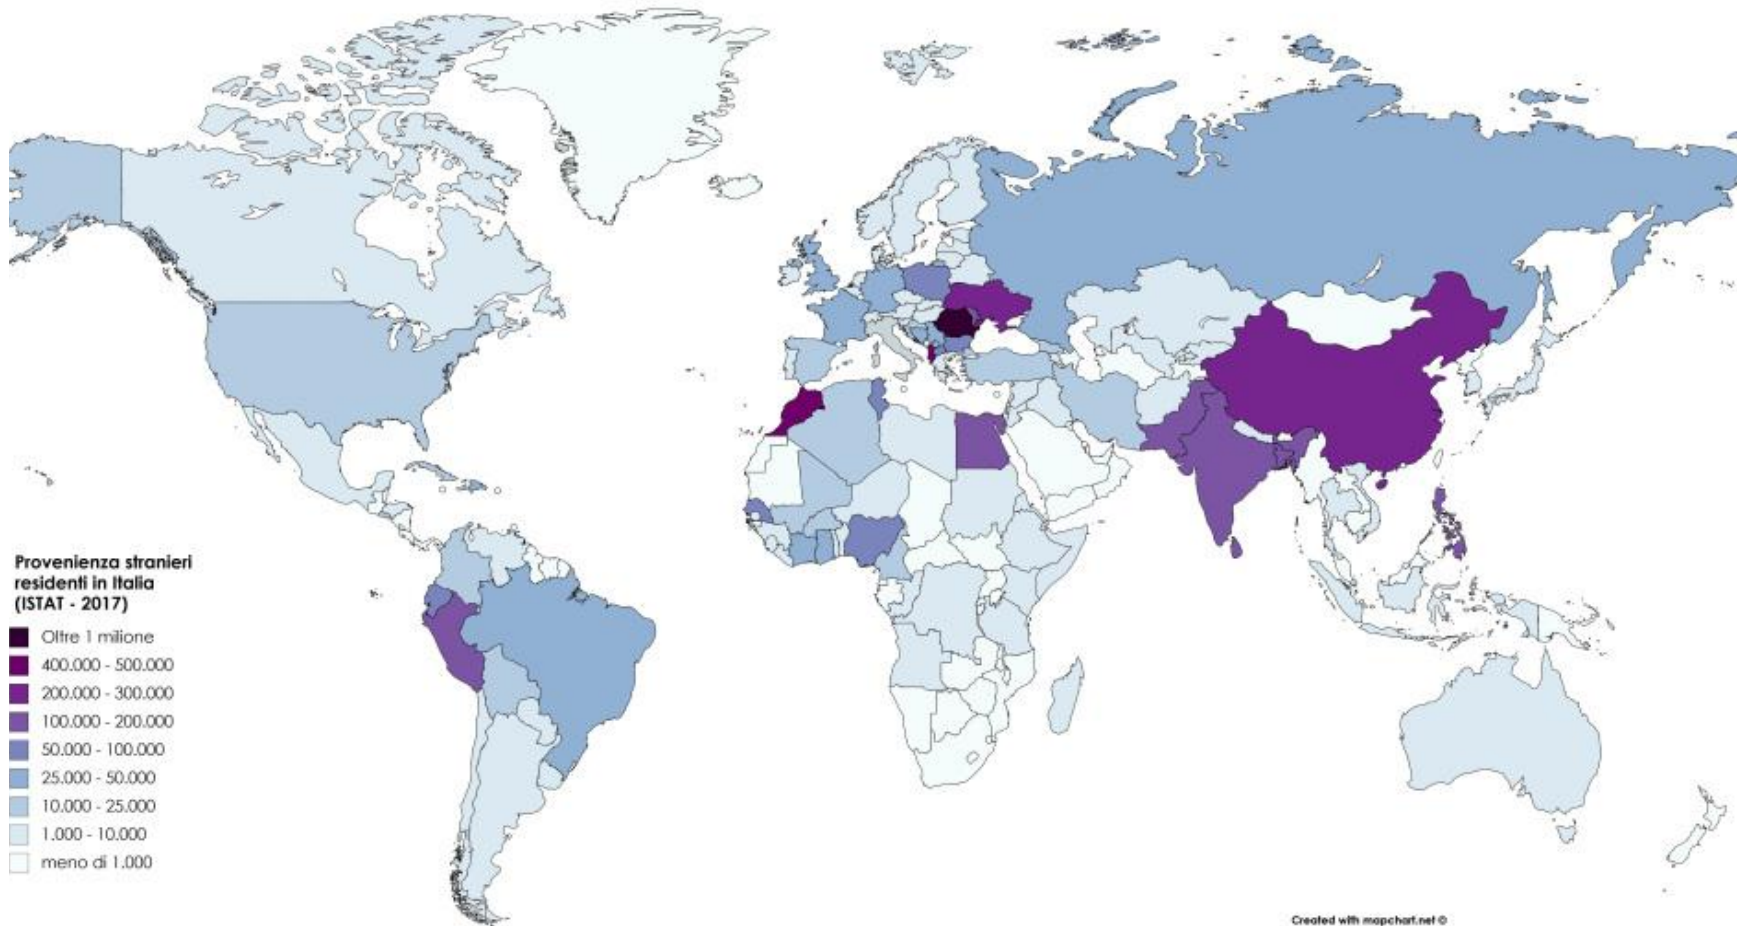 Provenienza stranieri
residenti in Italia
(ISTAT - 2017)
Oltre 1 milione
400.000 - 500.000
200.000 - 300.000
100.000 - 200.000
50.000 - 100.000
25.000 - 50.000
10.000 - 25.000
1.000 - 10.000
meno di 1.000
Created with mapchart.net ©